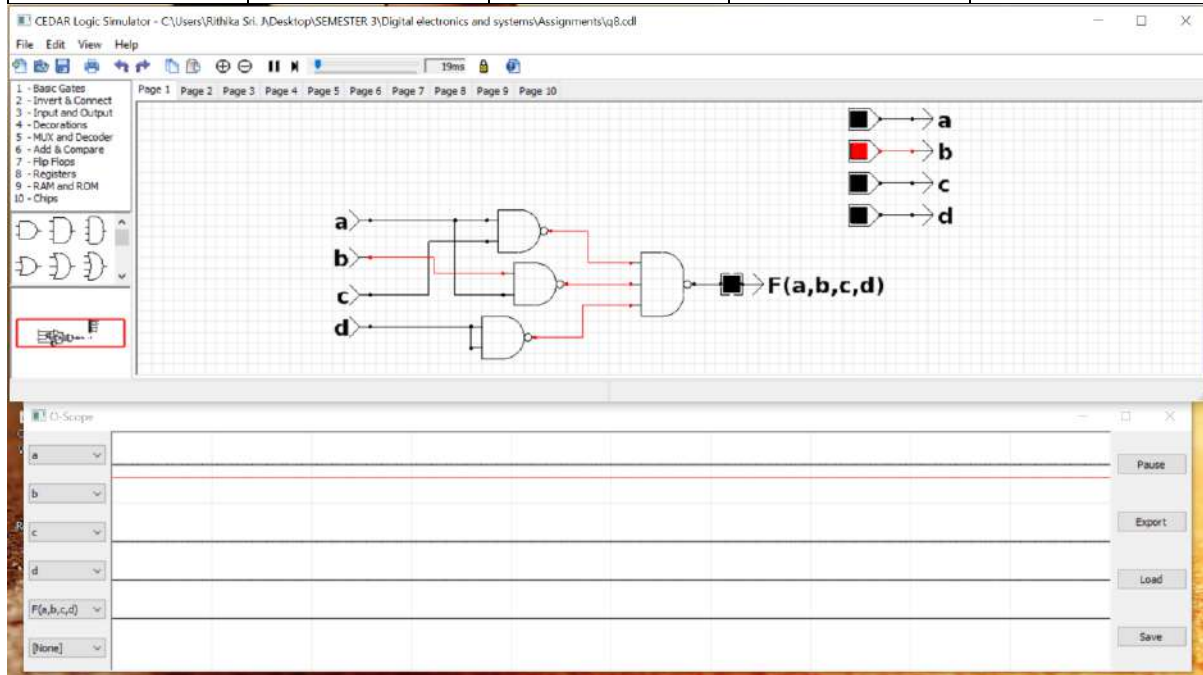 CEDAR Logic Simulator - C:\Users\Rithika Sri. J\Desktop\SEMESTER 3\Digital electronics and systems\Assignments\q8.cdl
File Edit View Help
19ms
1 - Basic Gates
2 - Invert & Connect
3 - Input and Output
4 - Decorations
5 - MUX and Decoder
6 - Add & Compare
7 - Flip Flops
8 - Registers
9 - RAM and ROM
10 - Chips
Page 1 Page 2 Page 3 Page 4 Page 5 Page 6 Page 7 Page 8 Page 9 Page 10
a
b
c
d
a
b
c
d
F(a,b,c,d)
O-Scope
a
b
c
d
F(a,b,c,d)
[None]
Pause
Export
Load
Save